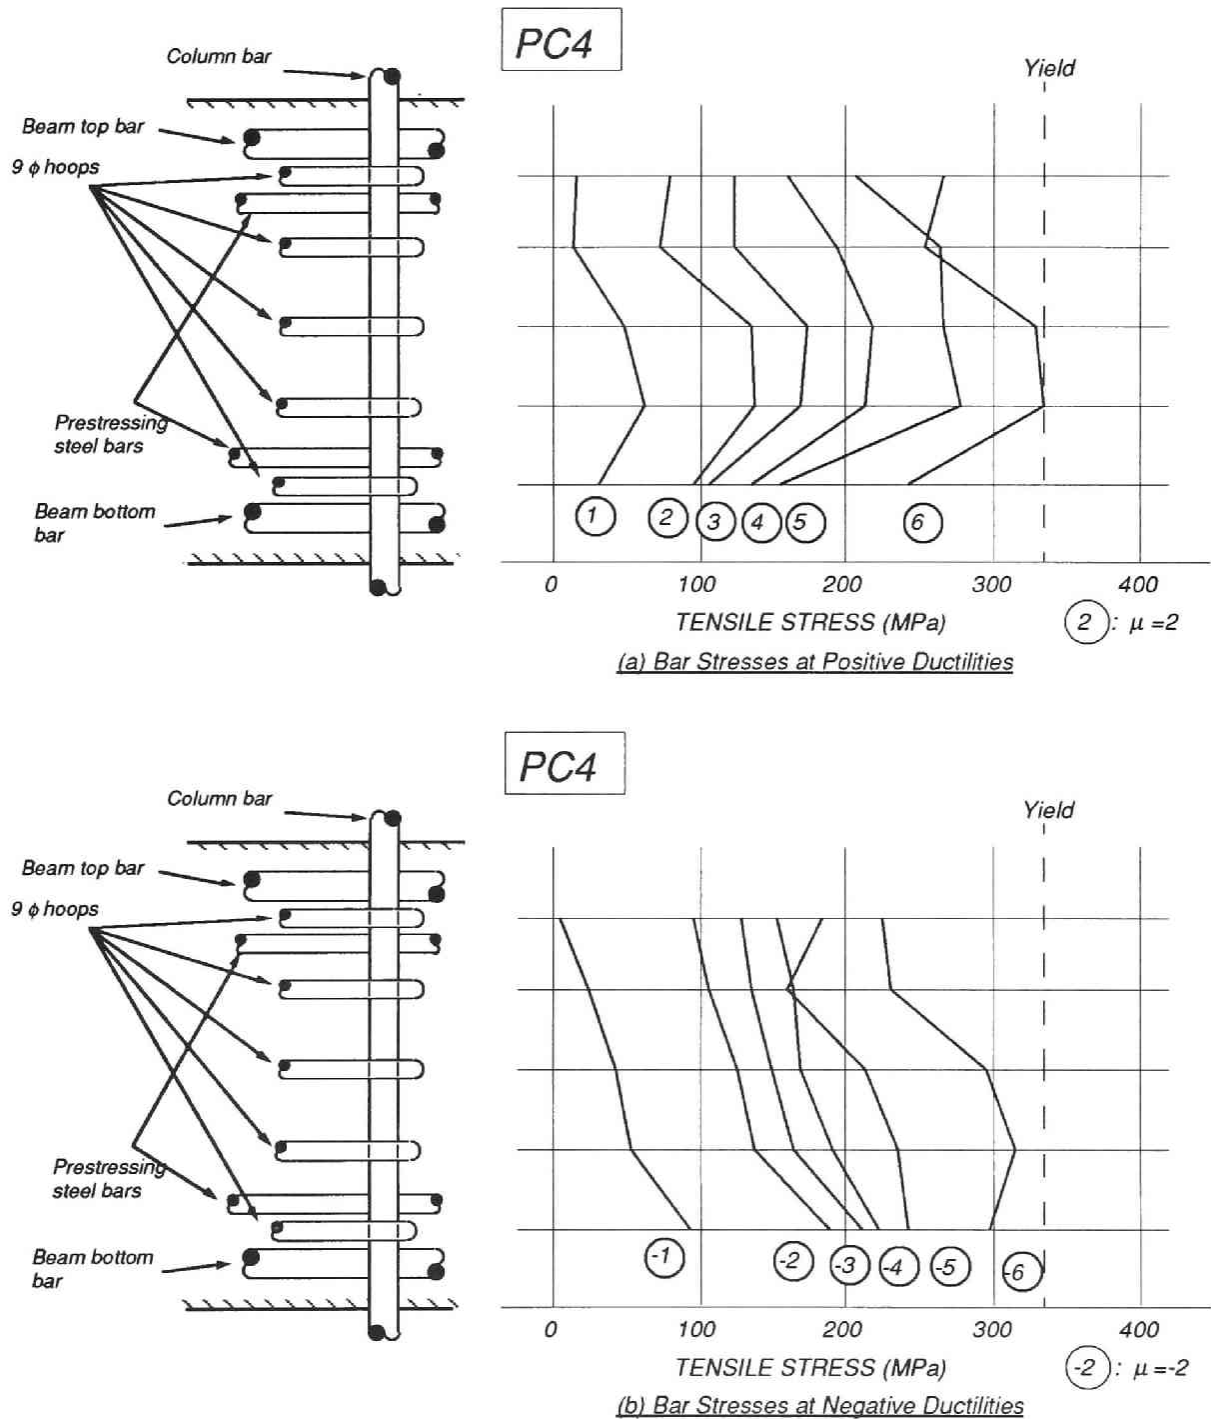 PC4
Column bar
Yield
Beam top bar
9 ϕ hoops
Prestressing
steel bars
Beam bottom
bar
1 2 3 4 5 6
0 100 200 300 400
TENSILE STRESS (MPa)
2 : μ =2
(a) Bar Stresses at Positive Ductilities
PC4
Column bar
Yield
Beam top bar
9 ϕ hoops
Prestressing
steel bars
Beam bottom
bar
-1 -2 -3 -4 -5 -6
0 100 200 300 400
TENSILE STRESS (MPa)
-2 : μ =-2
(b) Bar Stresses at Negative Ductilities